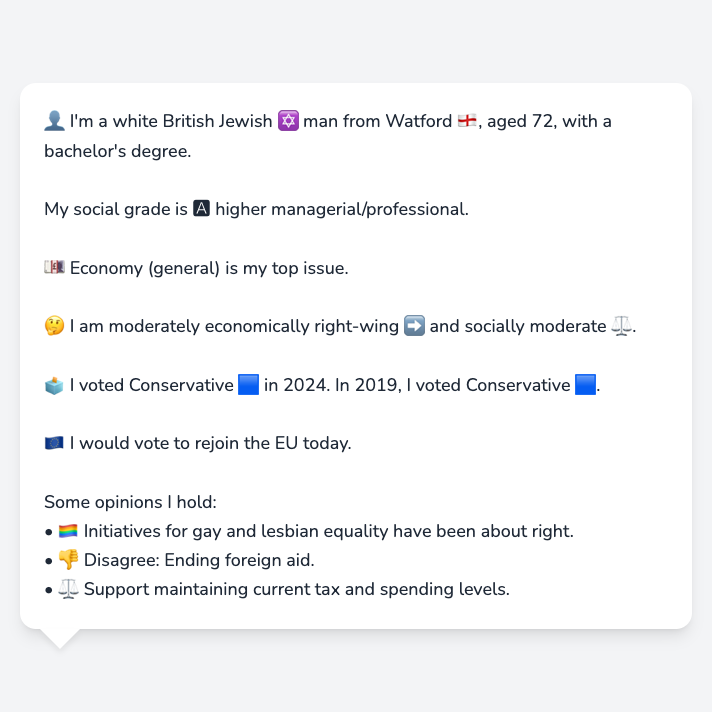 👤 I'm a white British Jewish ✡️ man from Watford 🏴󠁧󠁢󠁥󠁮󠁧󠁿, aged 72, with a
bachelor's degree.
My social grade is 🅰️ higher managerial/professional.
💷 Economy (general) is my top issue.
🤔 I am moderately economically right-wing ➡️ and socially moderate ⚖️.
🗳️ I voted Conservative 🟦 in 2024. In 2019, I voted Conservative 🟦.
🇪🇺 I would vote to rejoin the EU today.
Some opinions I hold:
• 🏳️‍🌈 Initiatives for gay and lesbian equality have been about right.
• 👎 Disagree: Ending foreign aid.
• ⚖️ Support maintaining current tax and spending levels.